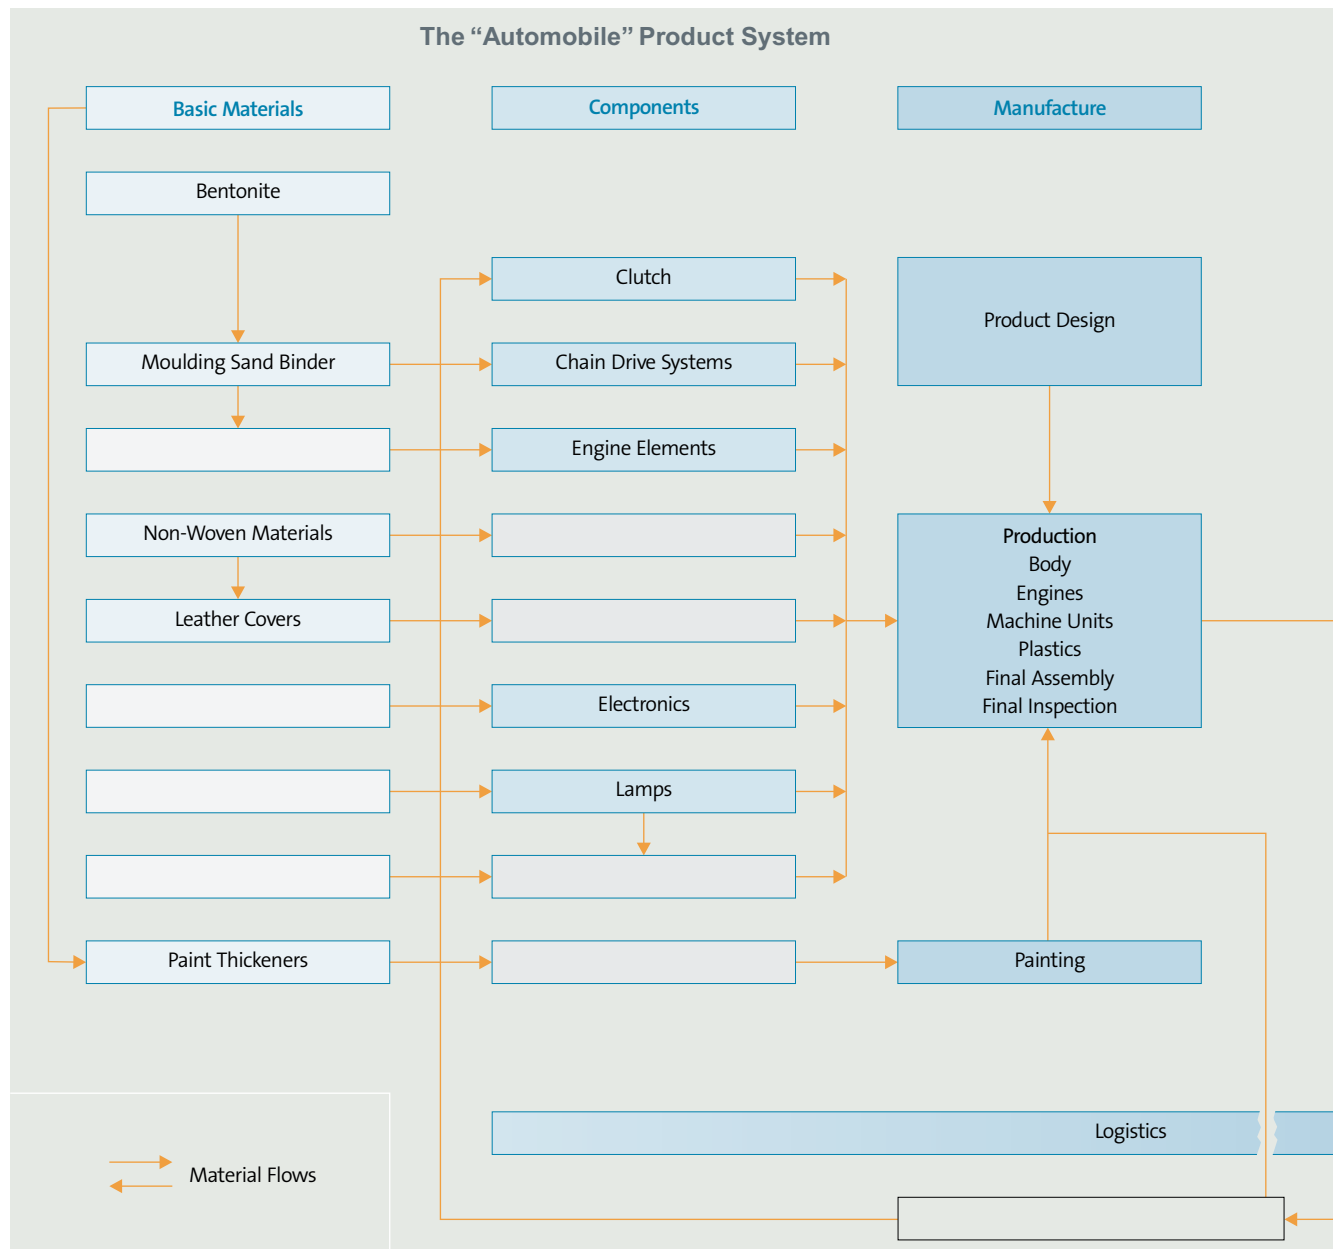 The “Automobile” Product System
Basic Materials
Components
Manufacture
Bentonite
Clutch
Product Design
Moulding Sand Binder
Chain Drive Systems
Engine Elements
Non-Woven Materials
Production
Body
Engines
Machine Units
Plastics
Final Assembly
Final Inspection
Leather Covers
Electronics
Lamps
Paint Thickeners
Painting
Logistics
Material Flows